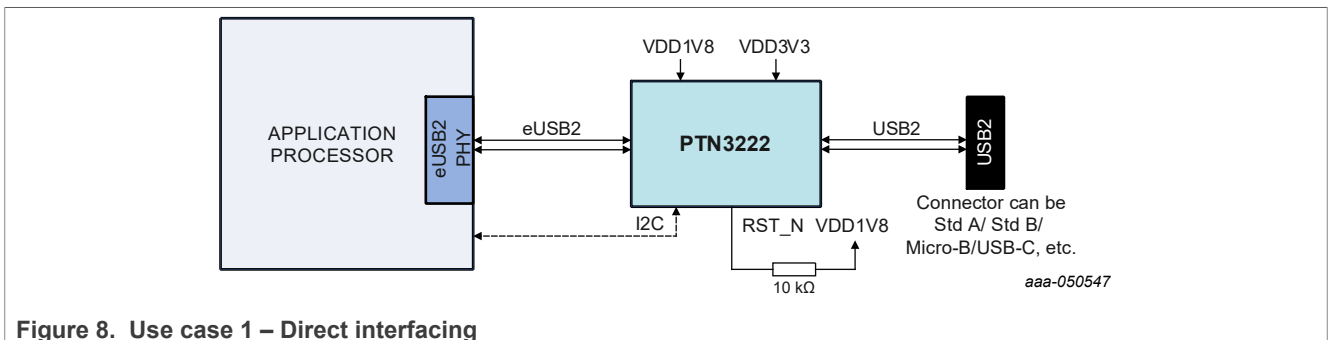 VDD1V8 VDD3V3
APPLICATION
PROCESSOR
eUSB2
PHY
eUSB2
PTN3222
USB2
USB2
I2C
RST_N VDD1V8
10 kΩ
Connector can be
Std A/ Std B/
Micro-B/USB-C, etc.
aaa-050547
Figure 8. Use case 1 – Direct interfacing